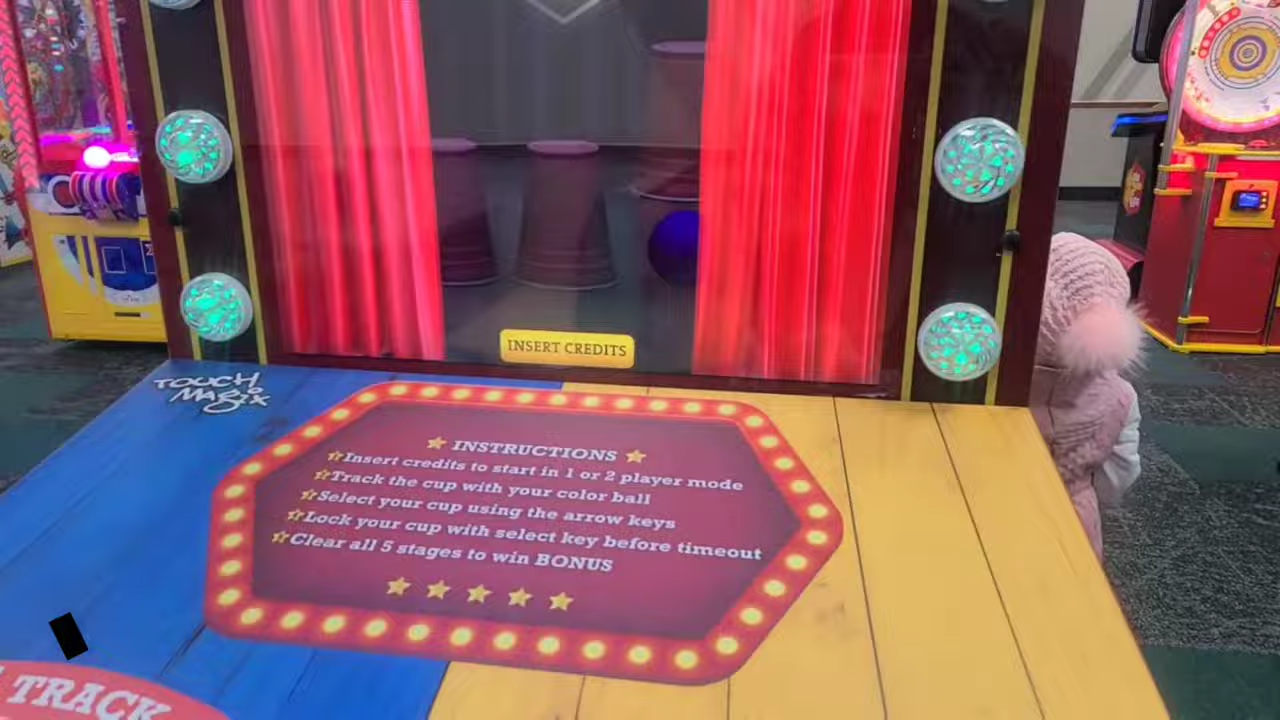 INSERT CREDITS
TOUCH
MAGIX
INSTRUCTIONS
Insert credits to start in 1 or 2 player mode
Track the cup with your color ball
Select your cup using the arrow keys
Lock your cup with select key before timeout
Clear all 5 stages to win BONUS
TRACK